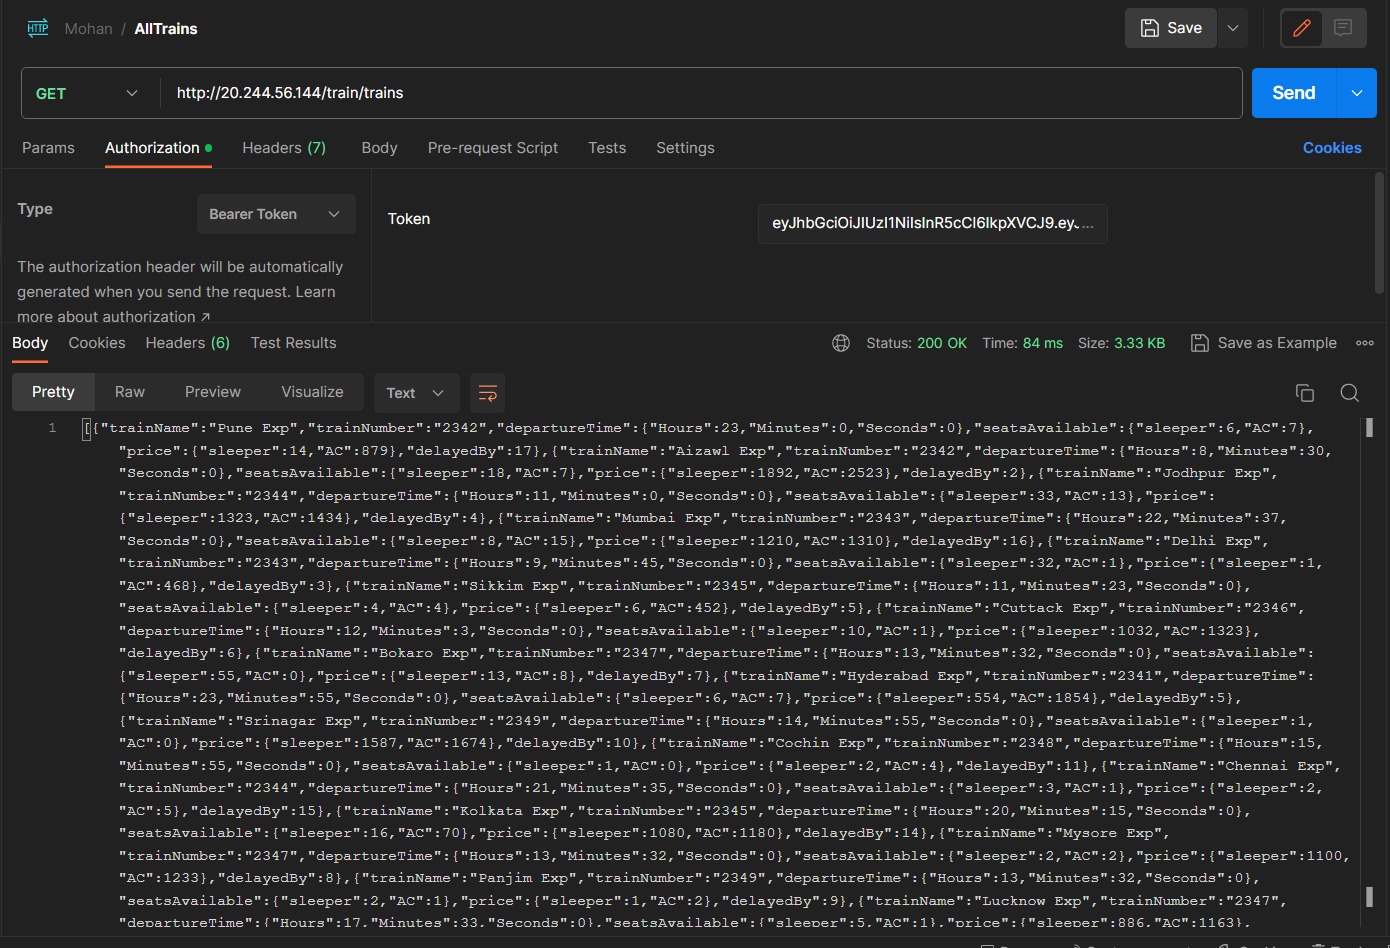 HTTP Mohan / AllTrains Save
GET http://20.244.56.144/train/trains Send
Params Authorization Headers (7) Body Pre-request Script Tests Settings Cookies
Type Bearer Token Token eyJhbGciOiJIUzI1NiIsInR5cCI6IkpXVCJ9.eyJ...
The authorization header will be automatically
generated when you send the request. Learn
more about authorization ↗
Body Cookies Headers (6) Test Results Status: 200 OK Time: 84 ms Size: 3.33 KB Save as Example
Pretty Raw Preview Visualize Text
1 [{"trainName":"Pune Exp","trainNumber":"2342","departureTime":{"Hours":23,"Minutes":0,"Seconds":0},"seatsAvailable":{"sleeper":6,"AC":7},
"price":{"sleeper":14,"AC":879},"delayedBy":17},{"trainName":"Aizawl Exp","trainNumber":"2342","departureTime":{"Hours":8,"Minutes":30,
"Seconds":0},"seatsAvailable":{"sleeper":18,"AC":7},"price":{"sleeper":1892,"AC":2523},"delayedBy":2},{"trainName":"Jodhpur Exp",
"trainNumber":"2344","departureTime":{"Hours":11,"Minutes":0,"Seconds":0},"seatsAvailable":{"sleeper":33,"AC":13},"price":
{"sleeper":1323,"AC":1434},"delayedBy":4},{"trainName":"Mumbai Exp","trainNumber":"2343","departureTime":{"Hours":22,"Minutes":37,
"Seconds":0},"seatsAvailable":{"sleeper":8,"AC":15},"price":{"sleeper":1210,"AC":1310},"delayedBy":16},{"trainName":"Delhi Exp",
"trainNumber":"2343","departureTime":{"Hours":9,"Minutes":45,"Seconds":0},"seatsAvailable":{"sleeper":32,"AC":1},"price":{"sleeper":1,
"AC":468},"delayedBy":3},{"trainName":"Sikkim Exp","trainNumber":"2345","departureTime":{"Hours":11,"Minutes":23,"Seconds":0},
"seatsAvailable":{"sleeper":4,"AC":4},"price":{"sleeper":6,"AC":452},"delayedBy":5},{"trainName":"Cuttack Exp","trainNumber":"2346",
"departureTime":{"Hours":12,"Minutes":3,"Seconds":0},"seatsAvailable":{"sleeper":10,"AC":1},"price":{"sleeper":1032,"AC":1323},
"delayedBy":6},{"trainName":"Bokaro Exp","trainNumber":"2347","departureTime":{"Hours":13,"Minutes":32,"Seconds":0},"seatsAvailable":
{"sleeper":55,"AC":0},"price":{"sleeper":13,"AC":8},"delayedBy":7},{"trainName":"Hyderabad Exp","trainNumber":"2341","departureTime":
{"Hours":23,"Minutes":55,"Seconds":0},"seatsAvailable":{"sleeper":6,"AC":7},"price":{"sleeper":554,"AC":1854},"delayedBy":5},
{"trainName":"Srinagar Exp","trainNumber":"2349","departureTime":{"Hours":14,"Minutes":55,"Seconds":0},"seatsAvailable":{"sleeper":1,
"AC":0},"price":{"sleeper":1587,"AC":1674},"delayedBy":10},{"trainName":"Cochin Exp","trainNumber":"2348","departureTime":{"Hours":15,
"Minutes":55,"Seconds":0},"seatsAvailable":{"sleeper":1,"AC":0},"price":{"sleeper":2,"AC":4},"delayedBy":11},{"trainName":"Chennai Exp",
"trainNumber":"2344","departureTime":{"Hours":21,"Minutes":35,"Seconds":0},"seatsAvailable":{"sleeper":3,"AC":1},"price":{"sleeper":2,
"AC":5},"delayedBy":15},{"trainName":"Kolkata Exp","trainNumber":"2345","departureTime":{"Hours":20,"Minutes":15,"Seconds":0},
"seatsAvailable":{"sleeper":16,"AC":70},"price":{"sleeper":1080,"AC":1180},"delayedBy":14},{"trainName":"Mysore Exp",
"trainNumber":"2347","departureTime":{"Hours":13,"Minutes":32,"Seconds":0},"seatsAvailable":{"sleeper":2,"AC":2},"price":{"sleeper":1100,
"AC":1233},"delayedBy":8},{"trainName":"Panjim Exp","trainNumber":"2349","departureTime":{"Hours":13,"Minutes":32,"Seconds":0},
"seatsAvailable":{"sleeper":2,"AC":1},"price":{"sleeper":1,"AC":2},"delayedBy":9},{"trainName":"Lucknow Exp","trainNumber":"2347",
"departureTime":{"Hours":17,"Minutes":33,"Seconds":0},"seatsAvailable":{"sleeper":5,"AC":1},"price":{"sleeper":886,"AC":1163},